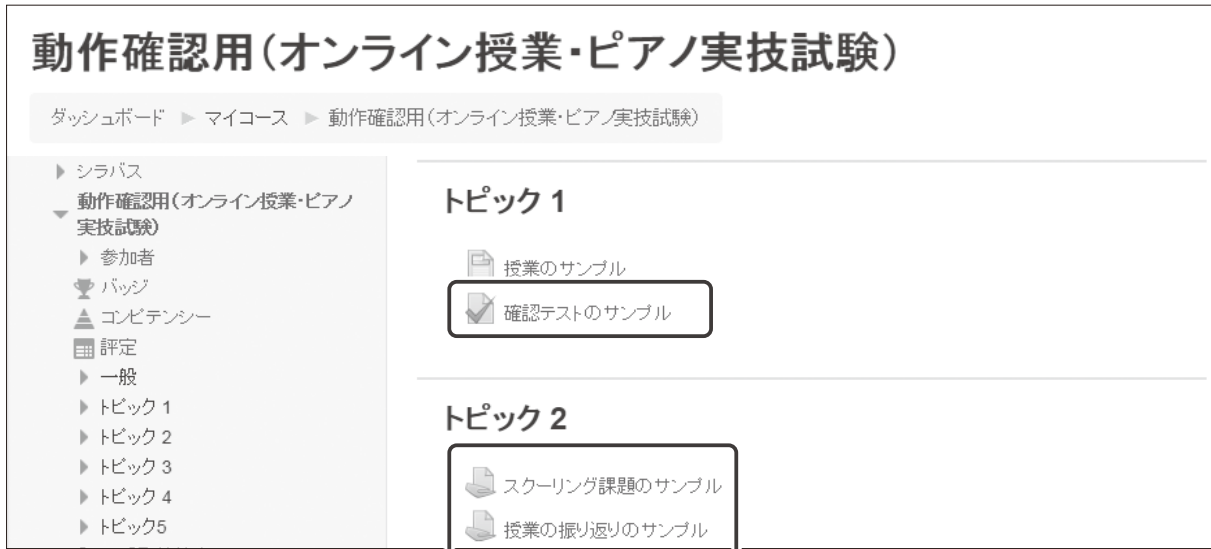 動作確認用(オンライン授業・ピアノ実技試験)
ダッシュボード ▶ マイコース ▶ 動作確認用(オンライン授業・ピアノ実技試験)
シラバス
動作確認用(オンライン授業・ピアノ
実技試験)
参加者
バッジ
コンピテンシー
評定
一般
トピック 1
トピック 2
トピック 3
トピック 4
トピック5
トピック 1
授業のサンプル
確認テストのサンプル
トピック 2
スクーリング課題のサンプル
授業の振り返りのサンプル